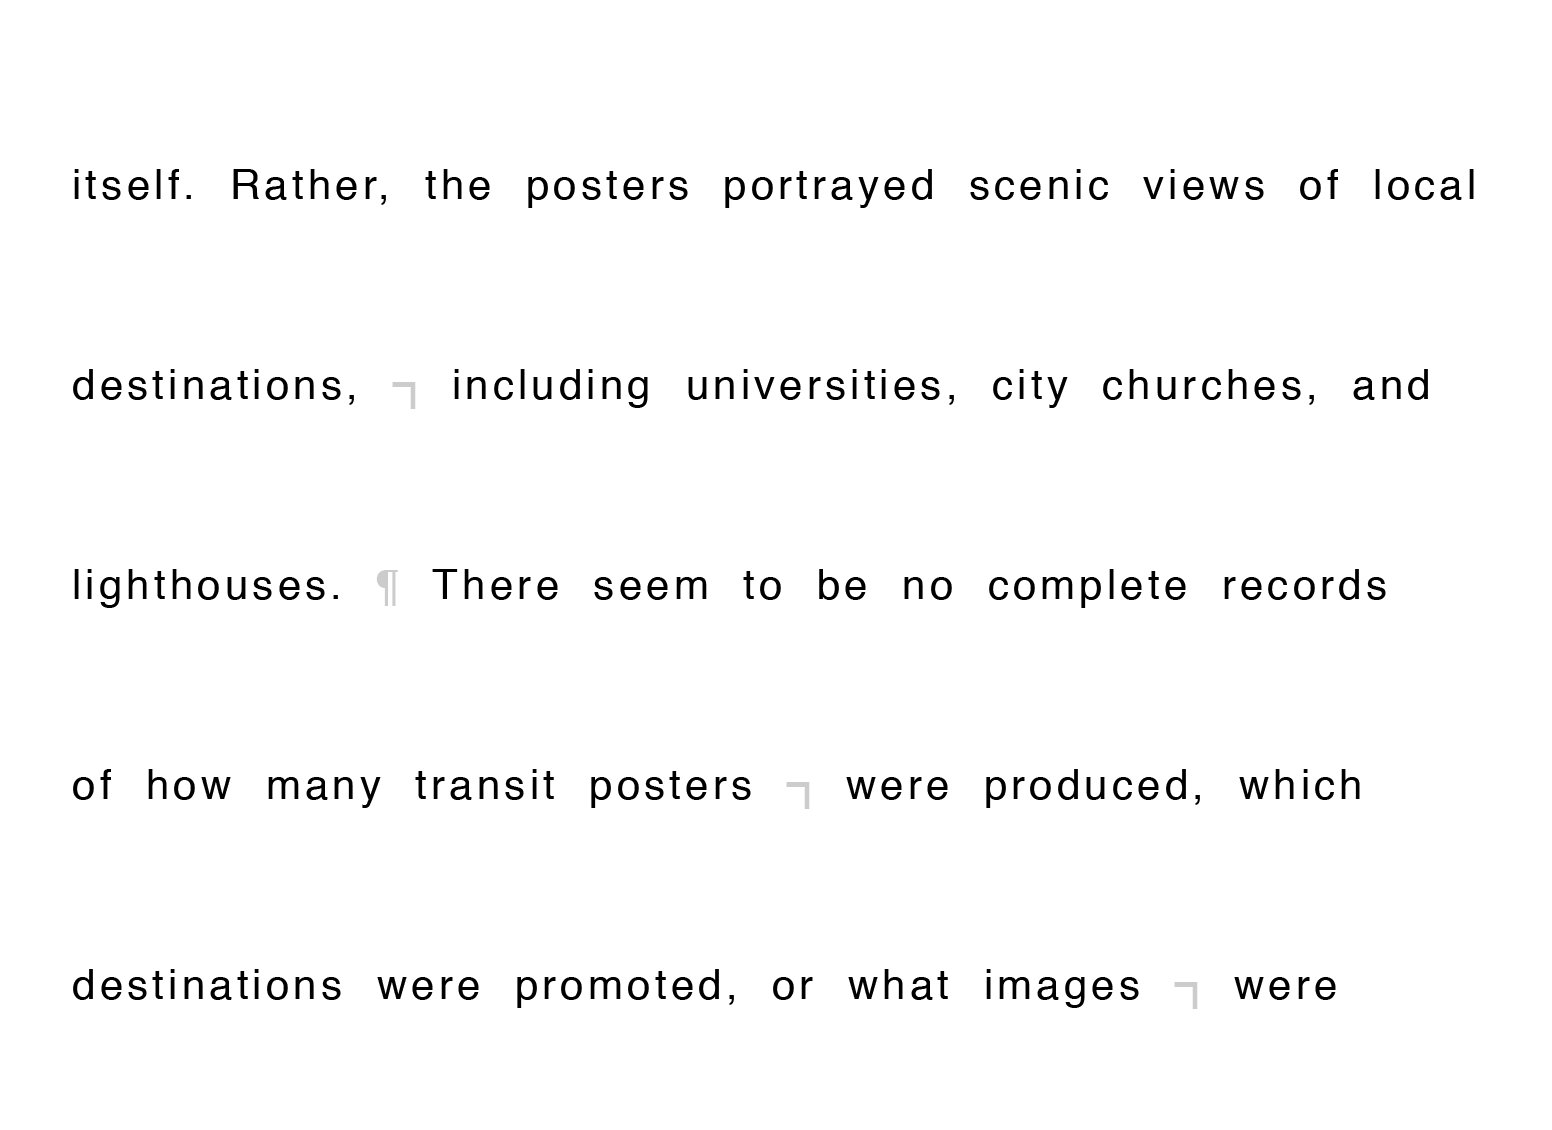 itself. Rather, the posters portrayed scenic views of local
destinations, ¬ including universities, city churches, and
lighthouses. ¶ There seem to be no complete records
of how many transit posters ¬ were produced, which
destinations were promoted, or what images ¬ were